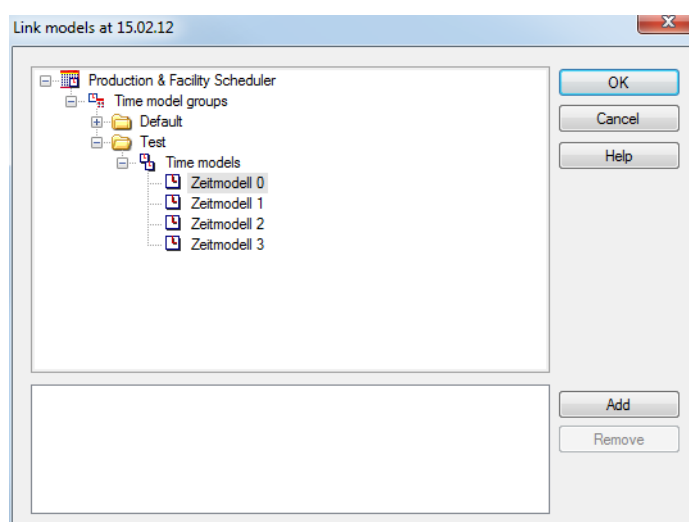 Link models at 15.02.12
Production & Facility Scheduler
OK
Time model groups
Default
Cancel
Test
Time models
Help
Zeitmodell 0
Zeitmodell 1
Zeitmodell 2
Zeitmodell 3
Add
Remove